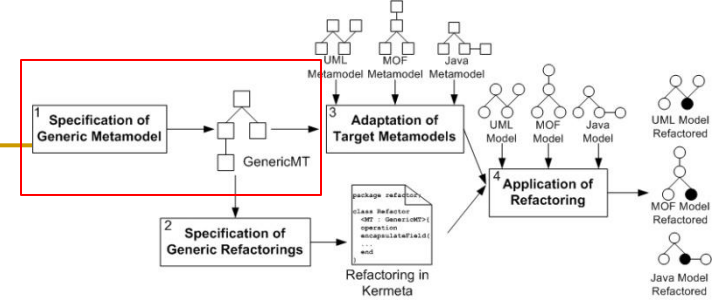 1
Specification of
Generic Metamodel
GenericMT
UML
Metamodel
MOF
Metamodel
Java
Metamodel
3
Adaptation of
Target Metamodels
2
Specification of
Generic Refactorings
package refactor;
class Refactor
<MT : GenericMT>{
operation
encapsulateField(
...
end
}
Refactoring in
Kermeta
UML
Model
MOF
Model
Java
Model
4
Application of
Refactoring
UML Model
Refactored
MOF Model
Refactored
Java Model
Refactored